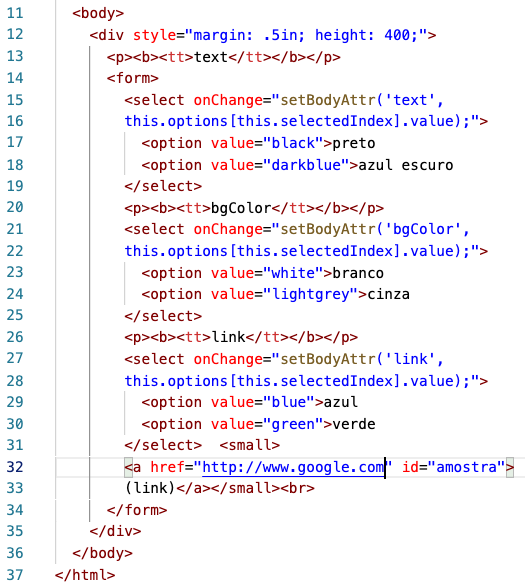 11 <body>
12 <div style="margin: .5in; height: 400;">
13 <p><b><tt>text</tt></b></p>
14 <form>
15 <select onChange="setBodyAttr('text',
16 this.options[this.selectedIndex].value);">
17 <option value="black">preto
18 <option value="darkblue">azul escuro
19 </select>
20 <p><b><tt>bgColor</tt></b></p>
21 <select onChange="setBodyAttr('bgColor',
22 this.options[this.selectedIndex].value);">
23 <option value="white">branco
24 <option value="lightgrey">cinza
25 </select>
26 <p><b><tt>link</tt></b></p>
27 <select onChange="setBodyAttr('link',
28 this.options[this.selectedIndex].value);">
29 <option value="blue">azul
30 <option value="green">verde
31 </select>  <small>
32 <a href="http://www.google.com" id="amostra">
33 (link)</a></small><br>
34 </form>
35 </div>
36 </body>
37 </html>